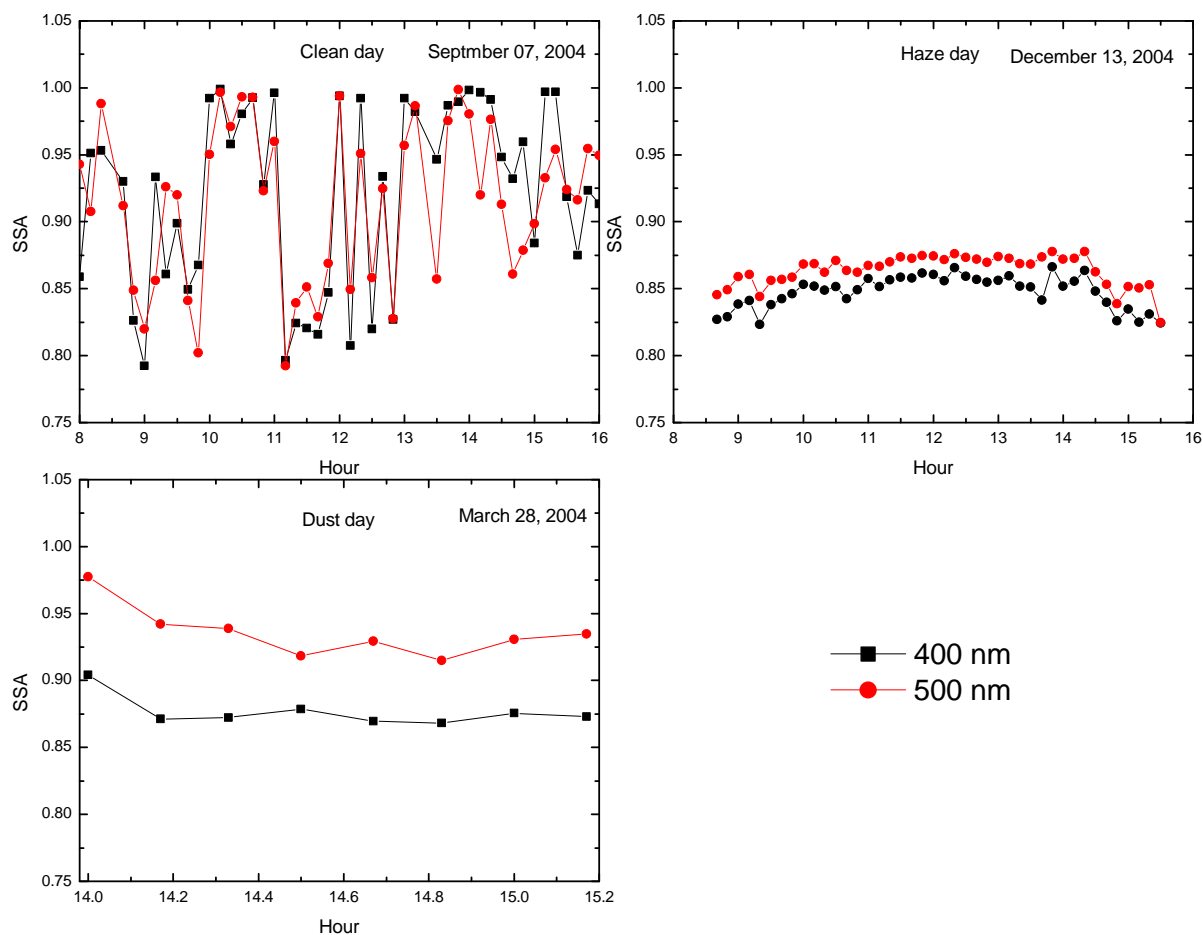 Clean day Septmber 07, 2004
1.05
1.00
0.95
0.90
0.85
0.80
0.75
SSA
8 9 10 11 12 13 14 15 16
Hour
Haze day December 13, 2004
1.05
1.00
0.95
0.90
0.85
0.80
0.75
SSA
8 9 10 11 12 13 14 15 16
Hour
Dust day March 28, 2004
1.05
1.00
0.95
0.90
0.85
0.80
0.75
SSA
14.0 14.2 14.4 14.6 14.8 15.0 15.2
Hour
400 nm
500 nm